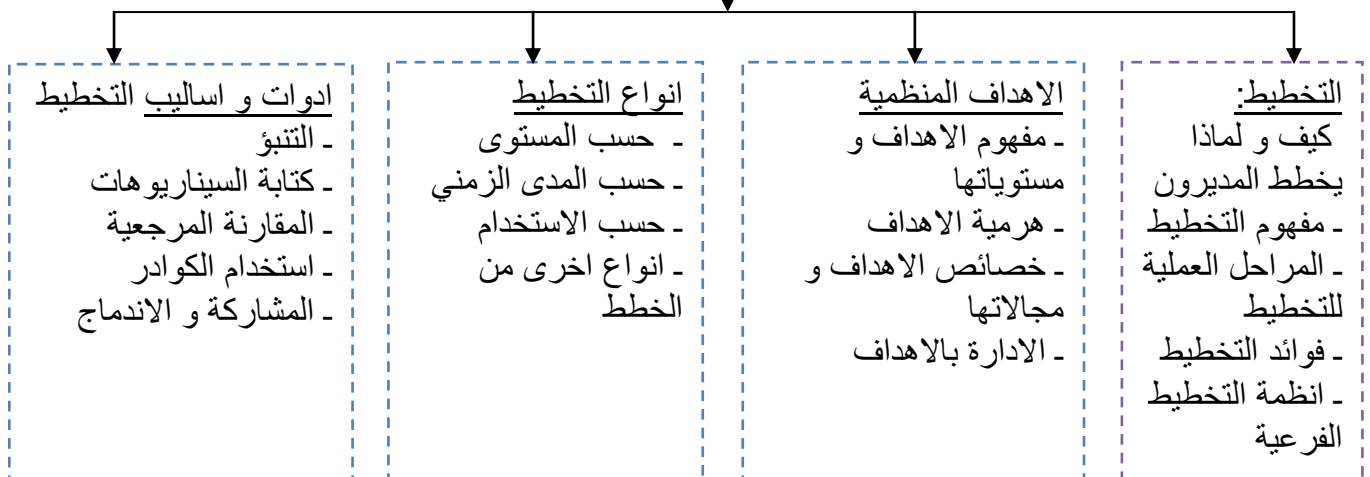 التخطيط:
كيف و لماذا
يخطط المديرون
ـ مفهوم التخطيط
ـ المراحل العملية
للتخطيط
ـ فوائد التخطيط
ـ انظمة التخطيط
الفرعية
الاهداف المنظمية
ـ مفهوم الاهداف و
مستوياتها
ـ هرمية الاهداف
ـ خصائص الاهداف و
مجالاتها
ـ الادارة بالاهداف
انواع التخطيط
ـ حسب المستوى
ـ حسب المدى الزمني
ـ حسب الاستخدام
ـ انواع اخرى من
الخطط
ادوات و اساليب التخطيط
ـ التنبؤ
ـ كتابة السيناريوهات
ـ المقارنة المرجعية
ـ استخدام الكوادر
ـ المشاركة و الاندماج